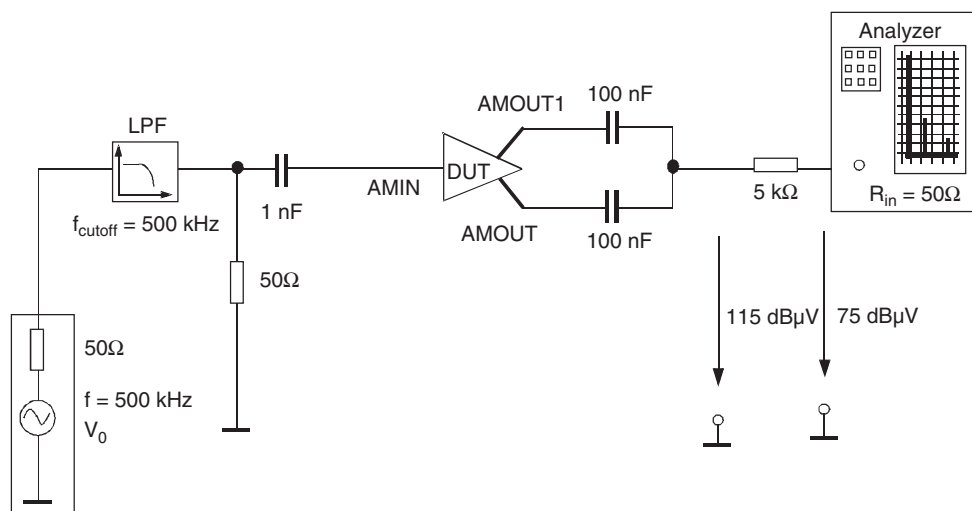 Analyzer
R_in = 50Ω
AMOUT1
100 nF
LPF
DUT
AMIN
1 nF
5 kΩ
f_cutoff = 500 kHz
AMOUT
100 nF
50Ω
115 dBµV
75 dBµV
50Ω
f = 500 kHz
V_0